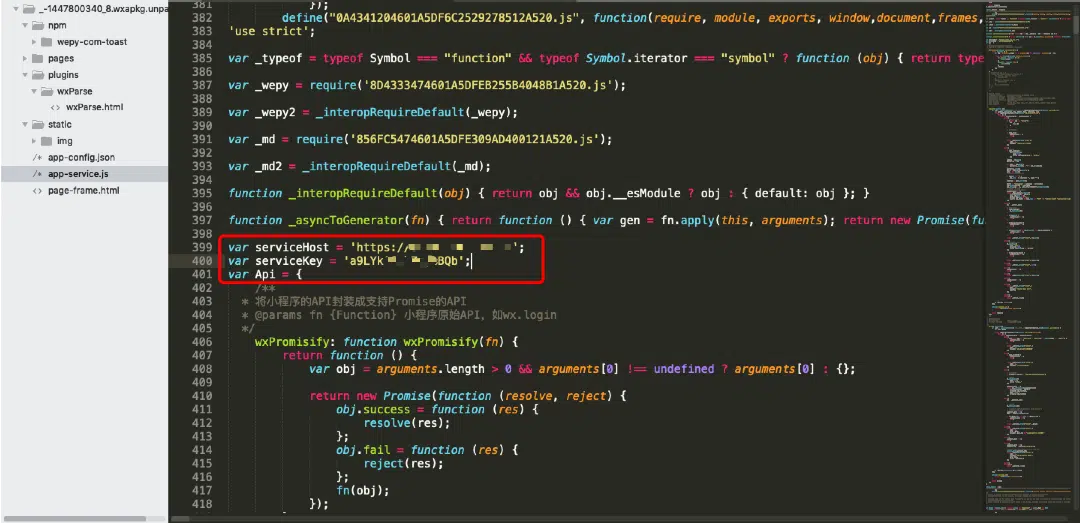 _-1447800340_8.wxapkg.unpa
npm
wepy-com-toast
pages
plugins
wxParse
<> wxParse.html
static
img
/+ app-config.json
/+ app-service.js
<> page-frame.html
381 });
382 define("0A4341204601A5DF6C2529278512A520.js", function(require, module, exports, window,document,frames,
383 'use strict';
384
385 var _typeof = typeof Symbol === "function" && typeof Symbol.iterator === "symbol" ? function (obj) { return type
386
387 var _wepy = require('8D4333474601A5DFEB255B4048B1A520.js');
388
389 var _wepy2 = _interopRequireDefault(_wepy);
390
391 var _md = require('856FC5474601A5DFE309AD400121A520.js');
392
393 var _md2 = _interopRequireDefault(_md);
394
395 function _interopRequireDefault(obj) { return obj && obj.__esModule ? obj : { default: obj }; }
396
397 function _asyncToGenerator(fn) { return function () { var gen = fn.apply(this, arguments); return new Promise(fu
398
399 var serviceHost = 'https:// ';
400 var serviceKey = 'a9LYk BQb';
401 var Api = {
402 /**
403 * 将小程序的API封装成支持Promise的API
404 * @params fn {Function} 小程序原始API，如wx.login
405 */
406 wxPromisify: function wxPromisify(fn) {
407 return function () {
408 var obj = arguments.length > 0 && arguments[0] !== undefined ? arguments[0] : {};
409
410 return new Promise(function (resolve, reject) {
411 obj.success = function (res) {
412 resolve(res);
413 };
414 obj.fail = function (res) {
415 reject(res);
416 };
417 fn(obj);
418 });